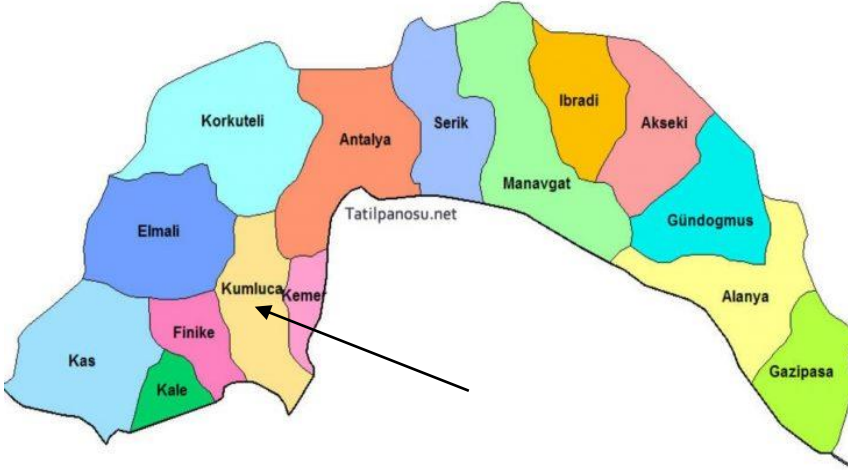 Ibradi
Korkuteli
Serik
Akseki
Antalya
Manavgat
Tatilpanosu.net
Gündogmus
Elmali
Kumluca
Kemer
Alanya
Finike
Kas
Gazipasa
Kale